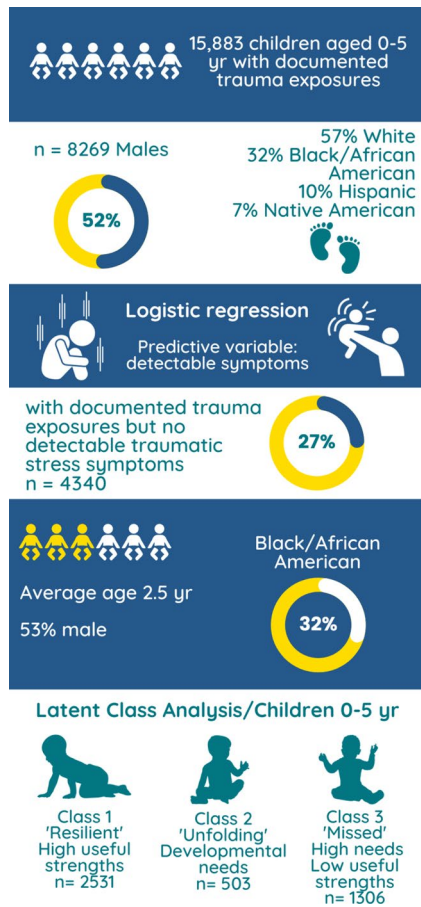 15,883 children aged 0-5
yr with documented
trauma exposures
n = 8269 Males
52%
57% White
32% Black/African
American
10% Hispanic
7% Native American
Logistic regression
Predictive variable:
detectable symptoms
with documented trauma
exposures but no
detectable traumatic
stress symptoms
n = 4340
27%
Average age 2.5 yr
53% male
Black/African
American
32%
Latent Class Analysis/Children 0-5 yr
Class 1
'Resilient'
High useful
strengths
n= 2531
Class 2
'Unfolding'
Developmental
needs
n= 503
Class 3
'Missed'
High needs
Low useful
strengths
n= 1306